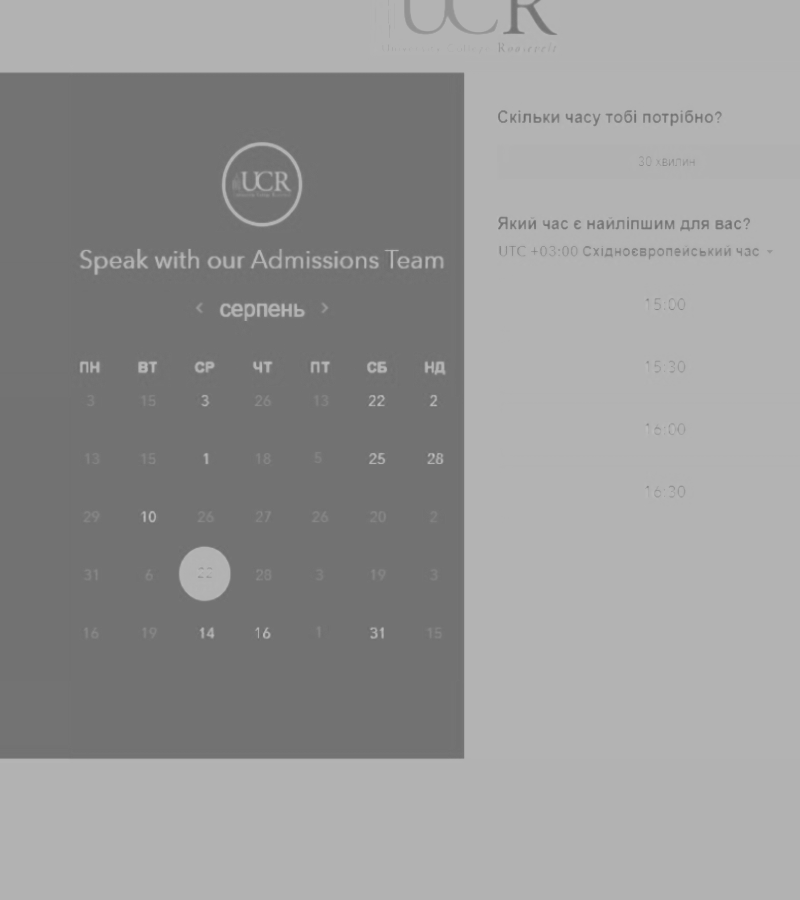 UCR
Roosevelt
UCR
Speak with our Admissions Team
< серпень >
ПН ВТ СР ЧТ ПТ СБ НД
3 15 3 26 13 22 2
13 15 1 18 5 25 28
29 10 26 27 26 20 2
31 6 22 28 3 19 3
16 19 14 16 1 31 15
Скільки часу тобі потрібно?
30 хвилин
Який час є найліпшим для вас?
UTC +03:00 Східноєвропейський час
15:00
15:30
16:00
16:30